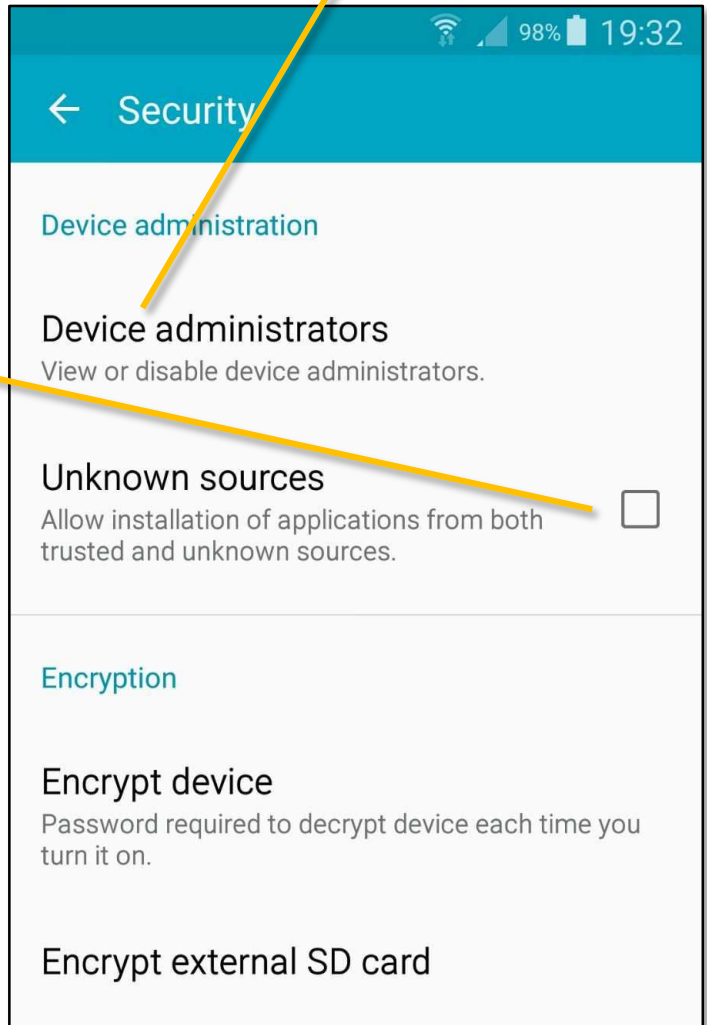 98% 19:32
Security
Device administration
Device administrators
View or disable device administrators.
Unknown sources
Allow installation of applications from both
trusted and unknown sources.
Encryption
Encrypt device
Password required to decrypt device each time you
turn it on.
Encrypt external SD card